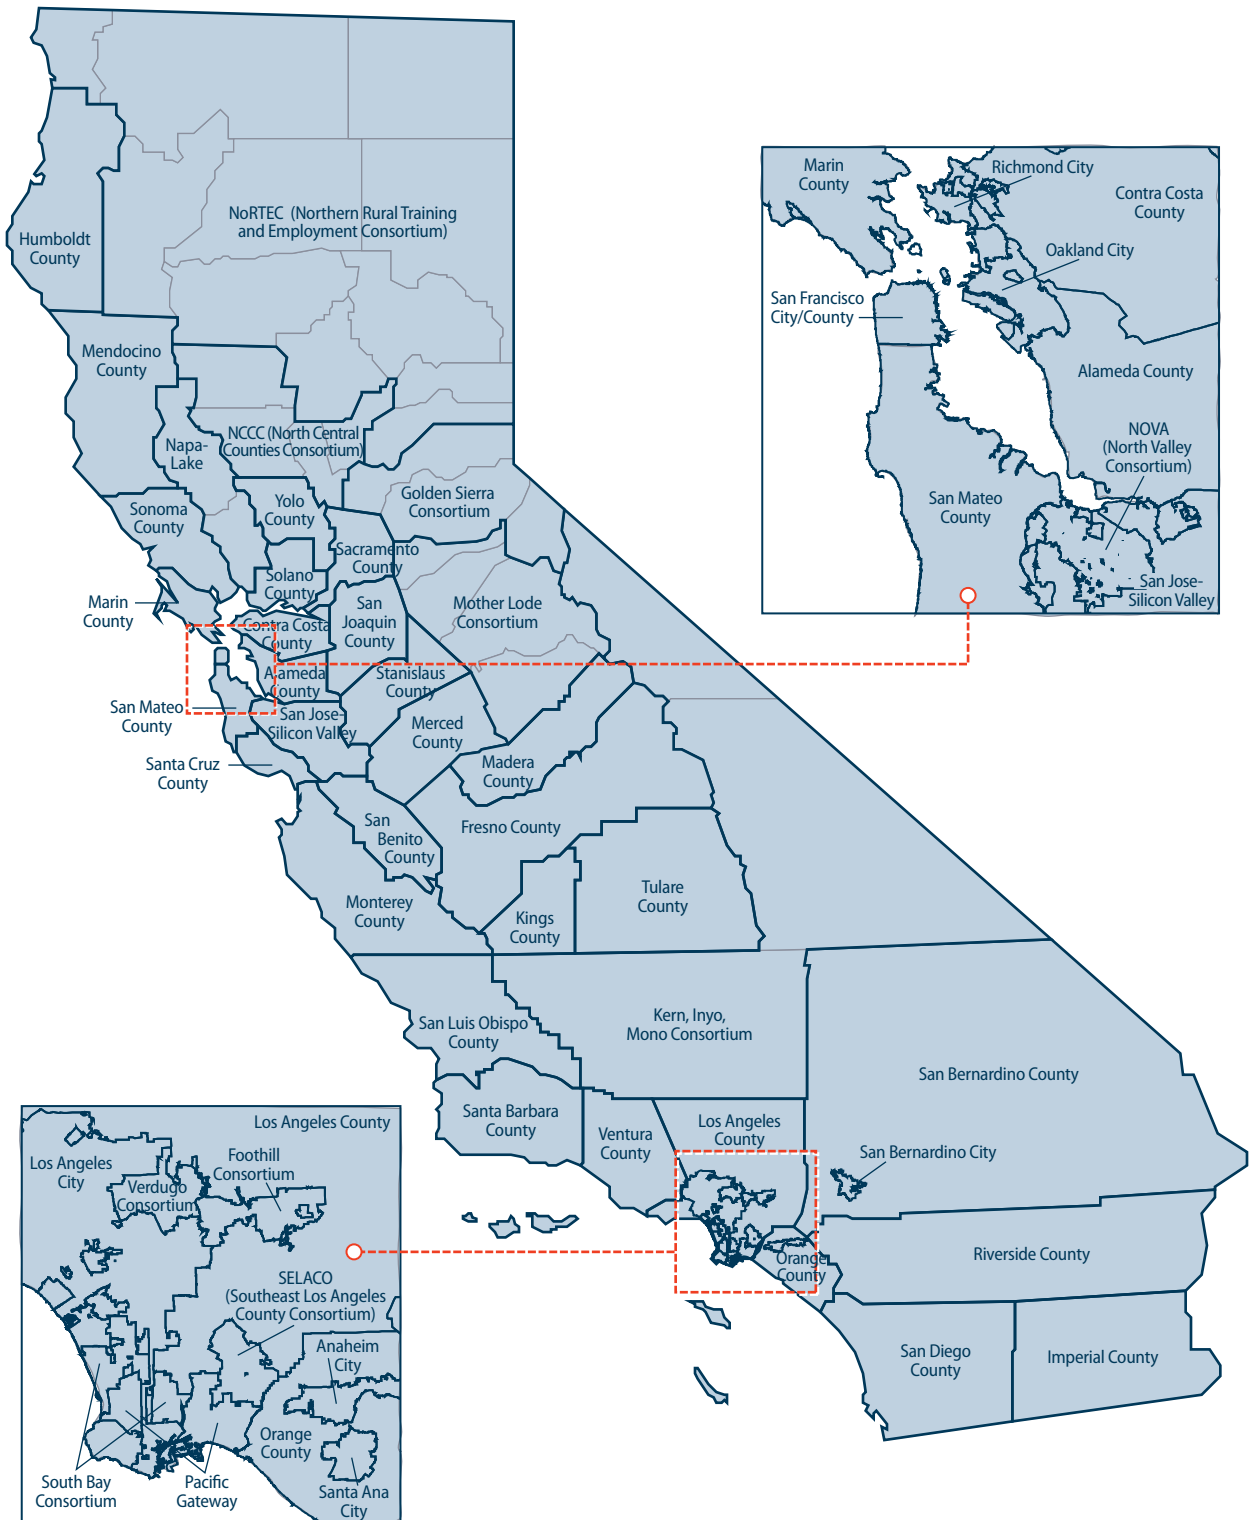 NoRTEC (Northern Rural Training
and Employment Consortium)
Humboldt
County
Mendocino
County
Napa-
Lake
NCCC (North Central
Counties Consortium)
Sonoma
County
Yolo
County
Golden Sierra
Consortium
Sacramento
County
Solano
County
Marin
County
San
Joaquin
County
Mother Lode
Consortium
Contra Costa
County
Alameda
County
Stanislaus
County
San Mateo
County
San Jose-
Silicon Valley
Merced
County
Santa Cruz
County
Madera
County
San
Benito
County
Fresno County
Monterey
County
Kings
County
Tulare
County
San Luis Obispo
County
Kern, Inyo,
Mono Consortium
San Bernardino County
Santa Barbara
County
Ventura
County
Los Angeles
County
San Bernardino City
Orange
County
Riverside County
San Diego
County
Imperial County
Marin
County
Richmond City
Contra Costa
County
Oakland City
San Francisco
City/County
Alameda County
NOVA
(North Valley
Consortium)
San Mateo
County
San Jose-
Silicon Valley
Los Angeles County
Los Angeles
City
Foothill
Consortium
Verdugo
Consortium
SELACO
(Southeast Los Angeles
County Consortium)
Anaheim
City
Orange
County
South Bay
Consortium
Pacific
Gateway
Santa Ana
City